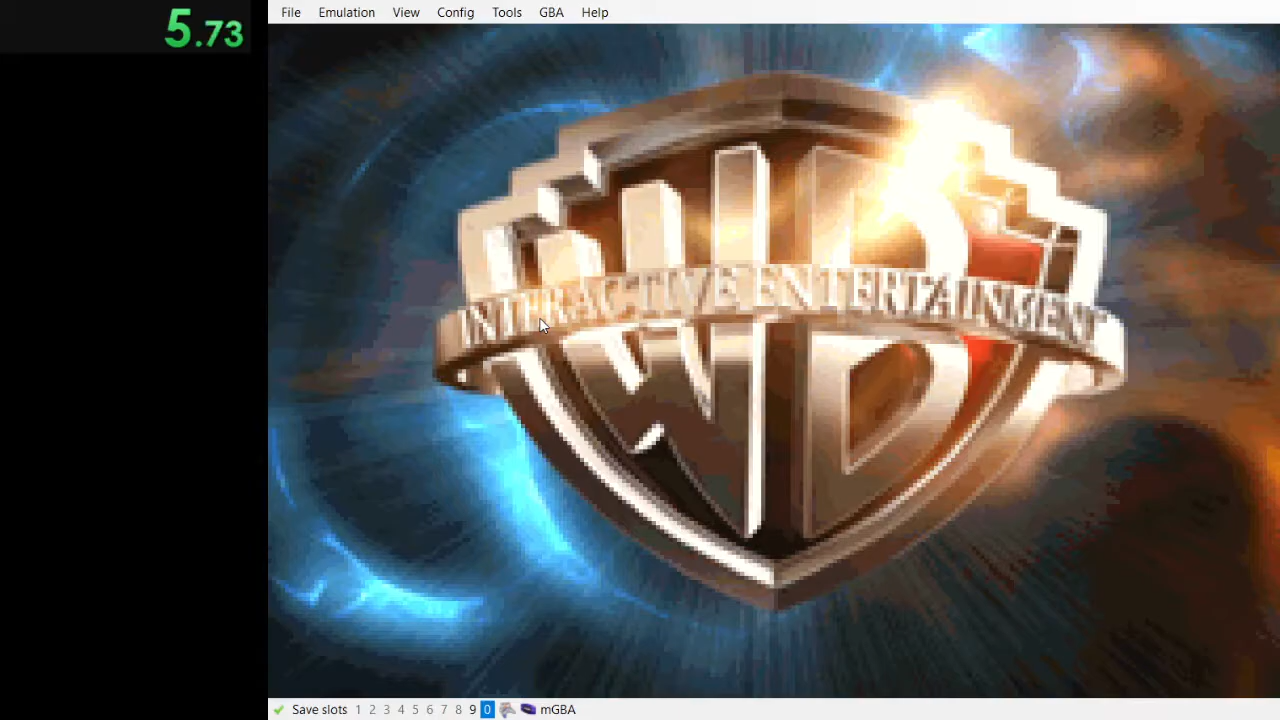 5.73
File Emulation View Config Tools GBA Help
WB
INTERACTIVE ENTERTAINMENT
Save slots 1 2 3 4 5 6 7 8 9 0 mGBA